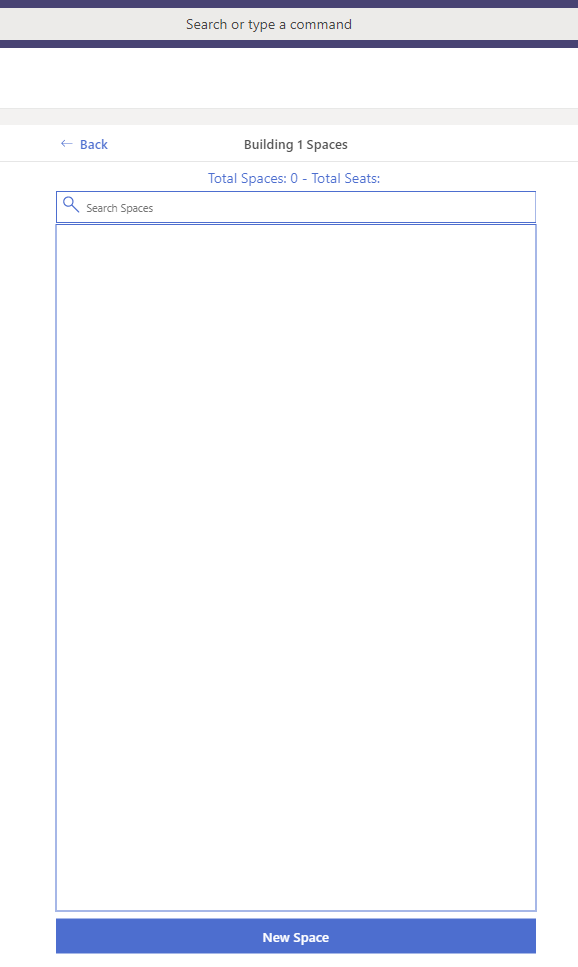 Search or type a command
Back
Building 1 Spaces
Total Spaces: 0 - Total Seats:
Search Spaces
New Space